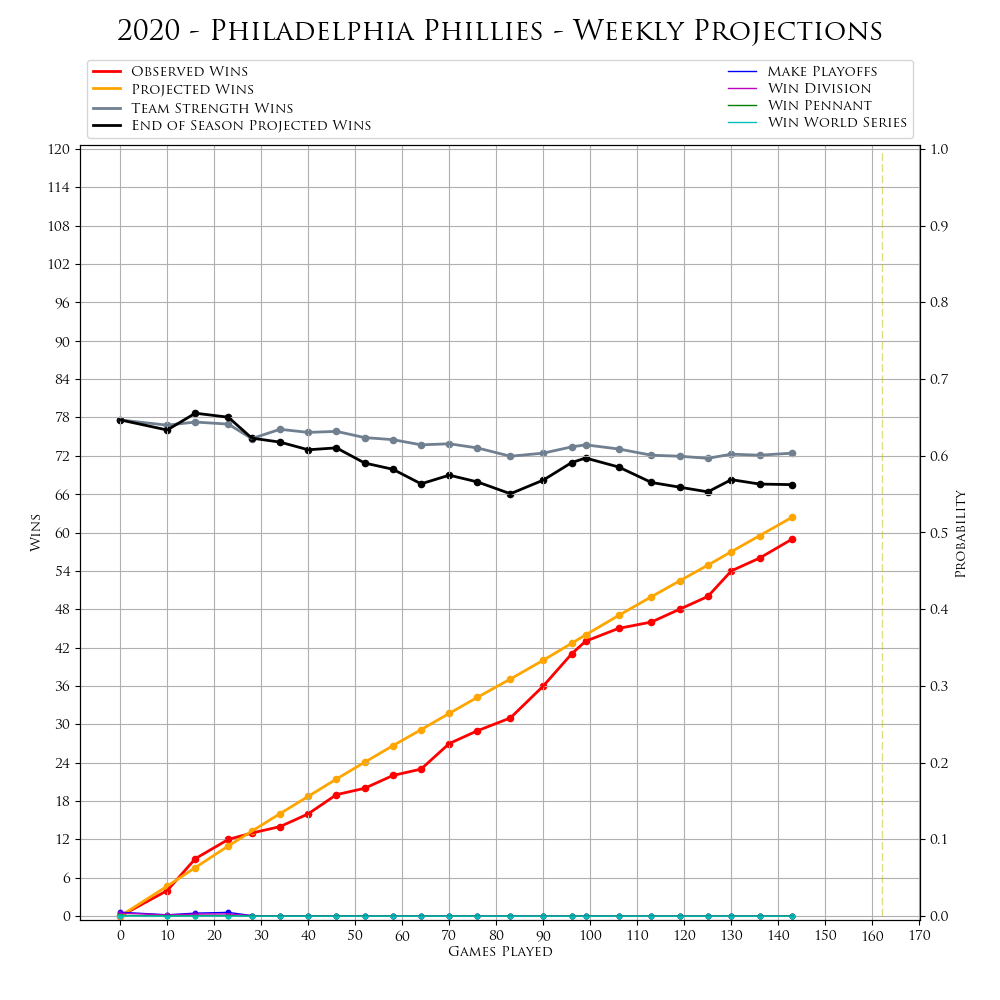 2020 - Philadelphia Phillies - Weekly Projections
Observed Wins
Projected Wins
Team Strength Wins
End of Season Projected Wins
Make Playoffs
Win Division
Win Pennant
Win World Series
120
114
108
102
96
90
84
78
72
66
60
54
48
42
36
30
24
18
12
6
0
Wins
1.0
0.9
0.8
0.7
0.6
0.5
0.4
0.3
0.2
0.1
0.0
Probability
0 10 20 30 40 50 60 70 80 90 100 110 120 130 140 150 160 170
Games Played